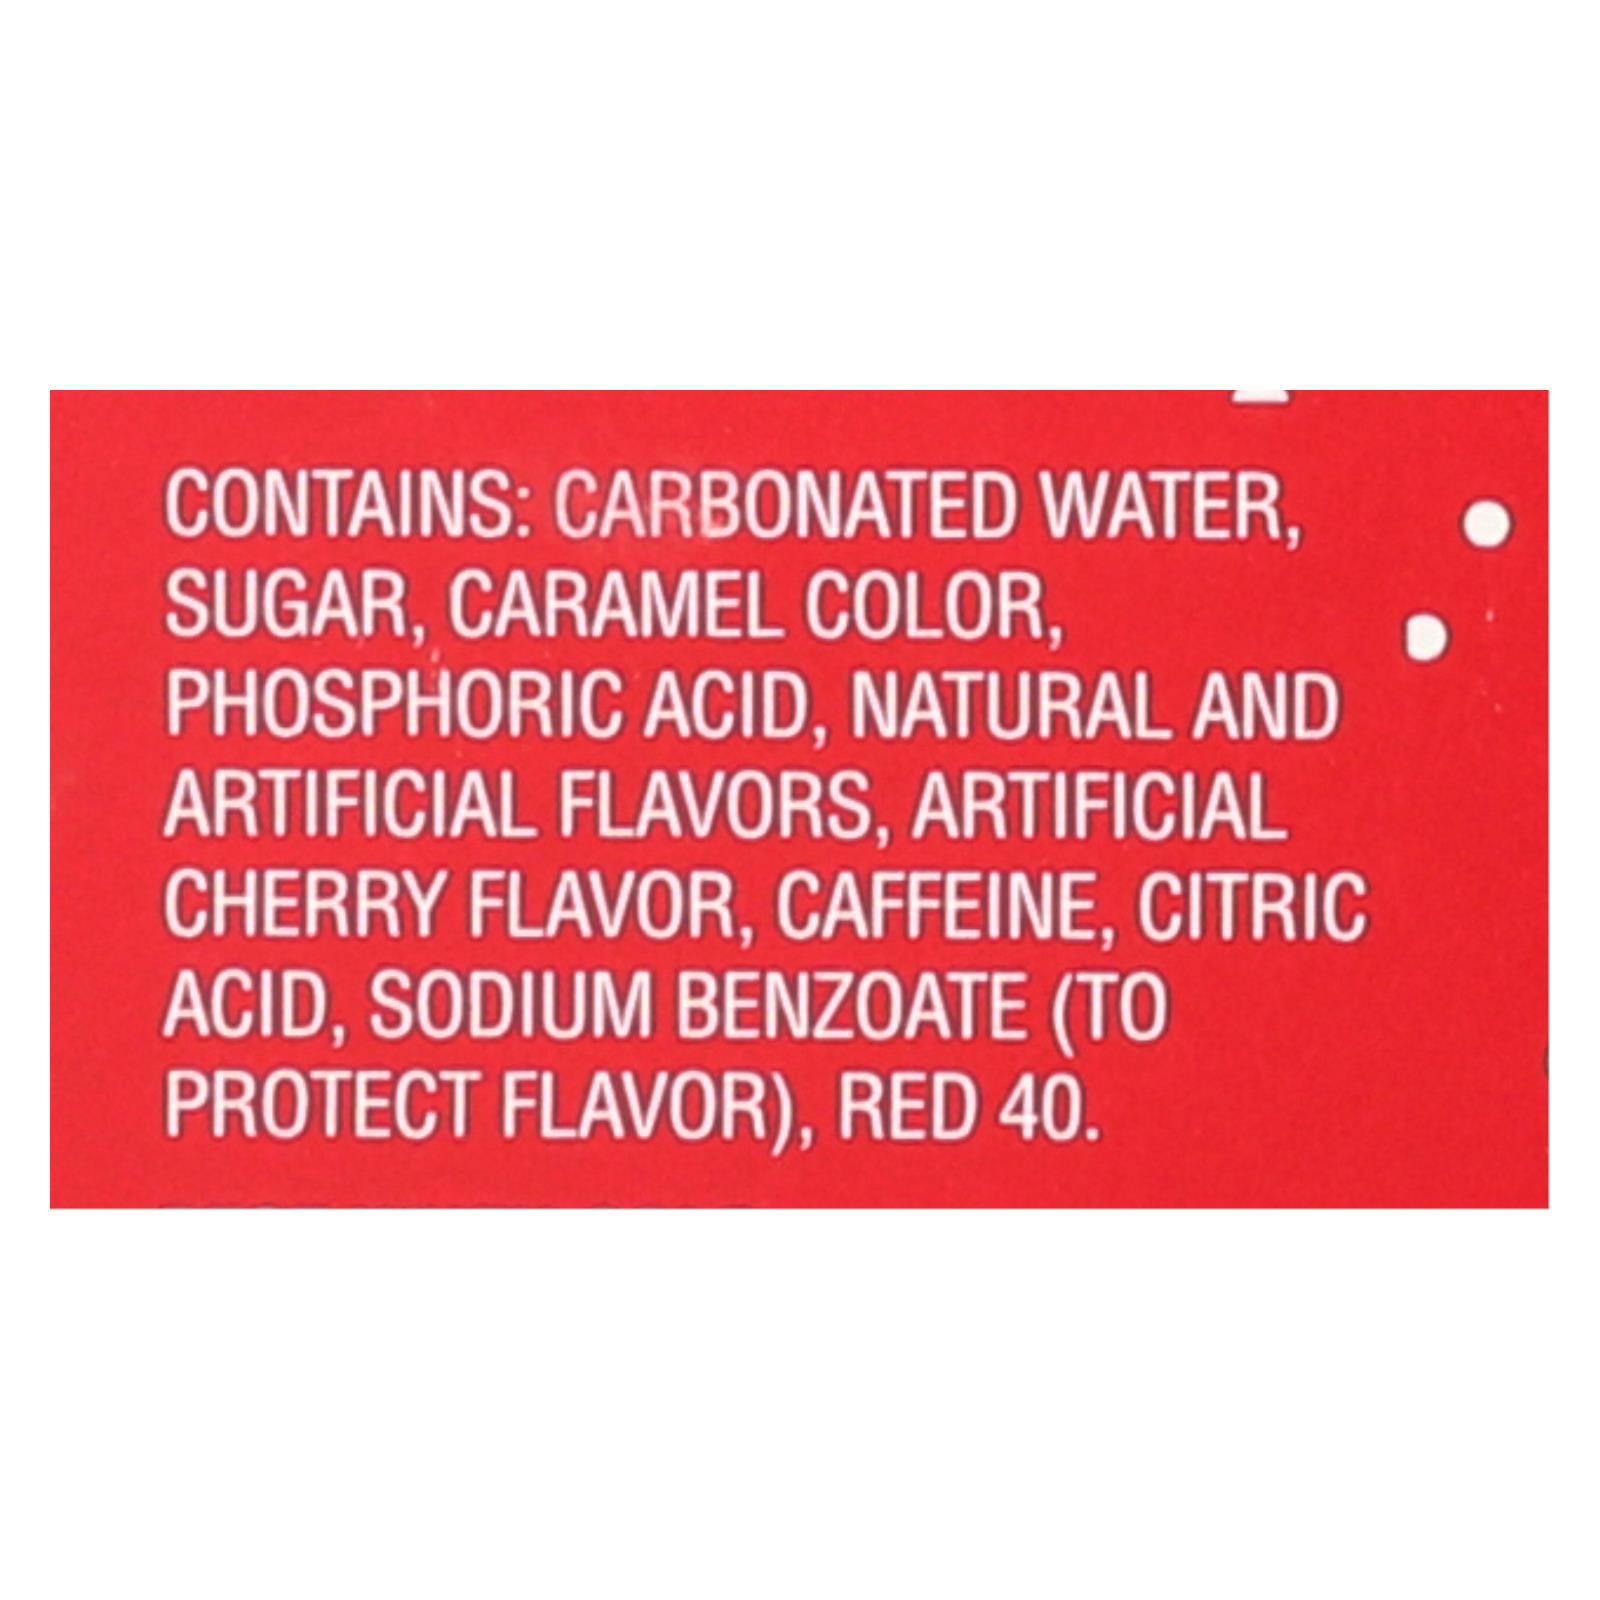 CONTAINS: CARBONATED WATER,
SUGAR, CARAMEL COLOR,
PHOSPHORIC ACID, NATURAL AND
ARTIFICIAL FLAVORS, ARTIFICIAL
CHERRY FLAVOR, CAFFEINE, CITRIC
ACID, SODIUM BENZOATE (TO
PROTECT FLAVOR), RED 40.